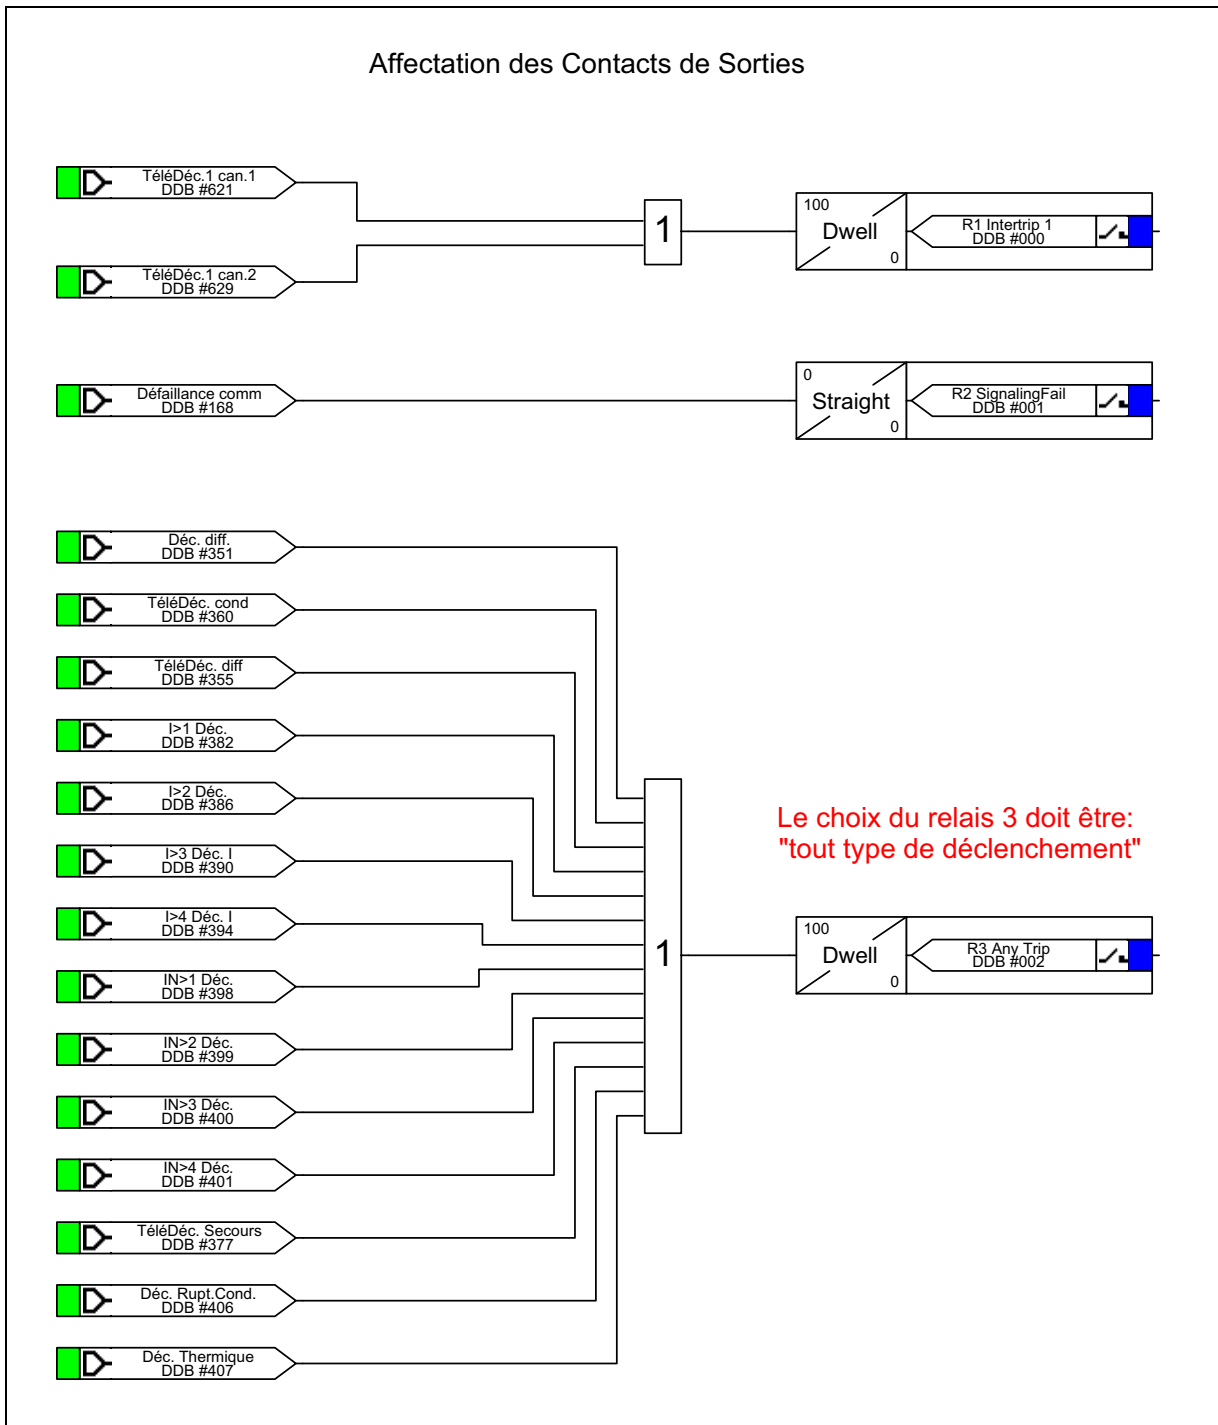 Affectation des Contacts de Sorties
TéléDéc.1 can.1
DDB #621
TéléDéc.1 can.2
DDB #629
1
100
Dwell
0
R1 Intertrip 1
DDB #000
Défaillance comm
DDB #168
0
Straight
0
R2 SignalingFail
DDB #001
Déc. diff.
DDB #351
TéléDéc. cond
DDB #360
TéléDéc. diff
DDB #355
I>1 Déc.
DDB #382
I>2 Déc.
DDB #386
I>3 Déc. I
DDB #390
I>4 Déc. I
DDB #394
IN>1 Déc.
DDB #398
IN>2 Déc.
DDB #399
IN>3 Déc.
DDB #400
IN>4 Déc.
DDB #401
TéléDéc. Secours
DDB #377
Déc. Rupt.Cond.
DDB #406
Déc. Thermique
DDB #407
1
Le choix du relais 3 doit être:
"tout type de déclenchement"
100
Dwell
0
R3 Any Trip
DDB #002